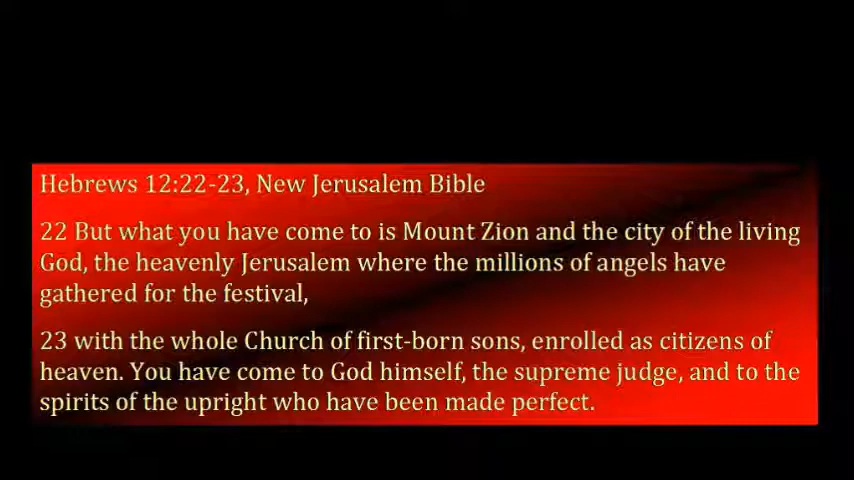 Hebrews 12:22-23, New Jerusalem Bible
22 But what you have come to is Mount Zion and the city of the living
God, the heavenly Jerusalem where the millions of angels have
gathered for the festival,
23 with the whole Church of first-born sons, enrolled as citizens of
heaven. You have come to God himself, the supreme judge, and to the
spirits of the upright who have been made perfect.